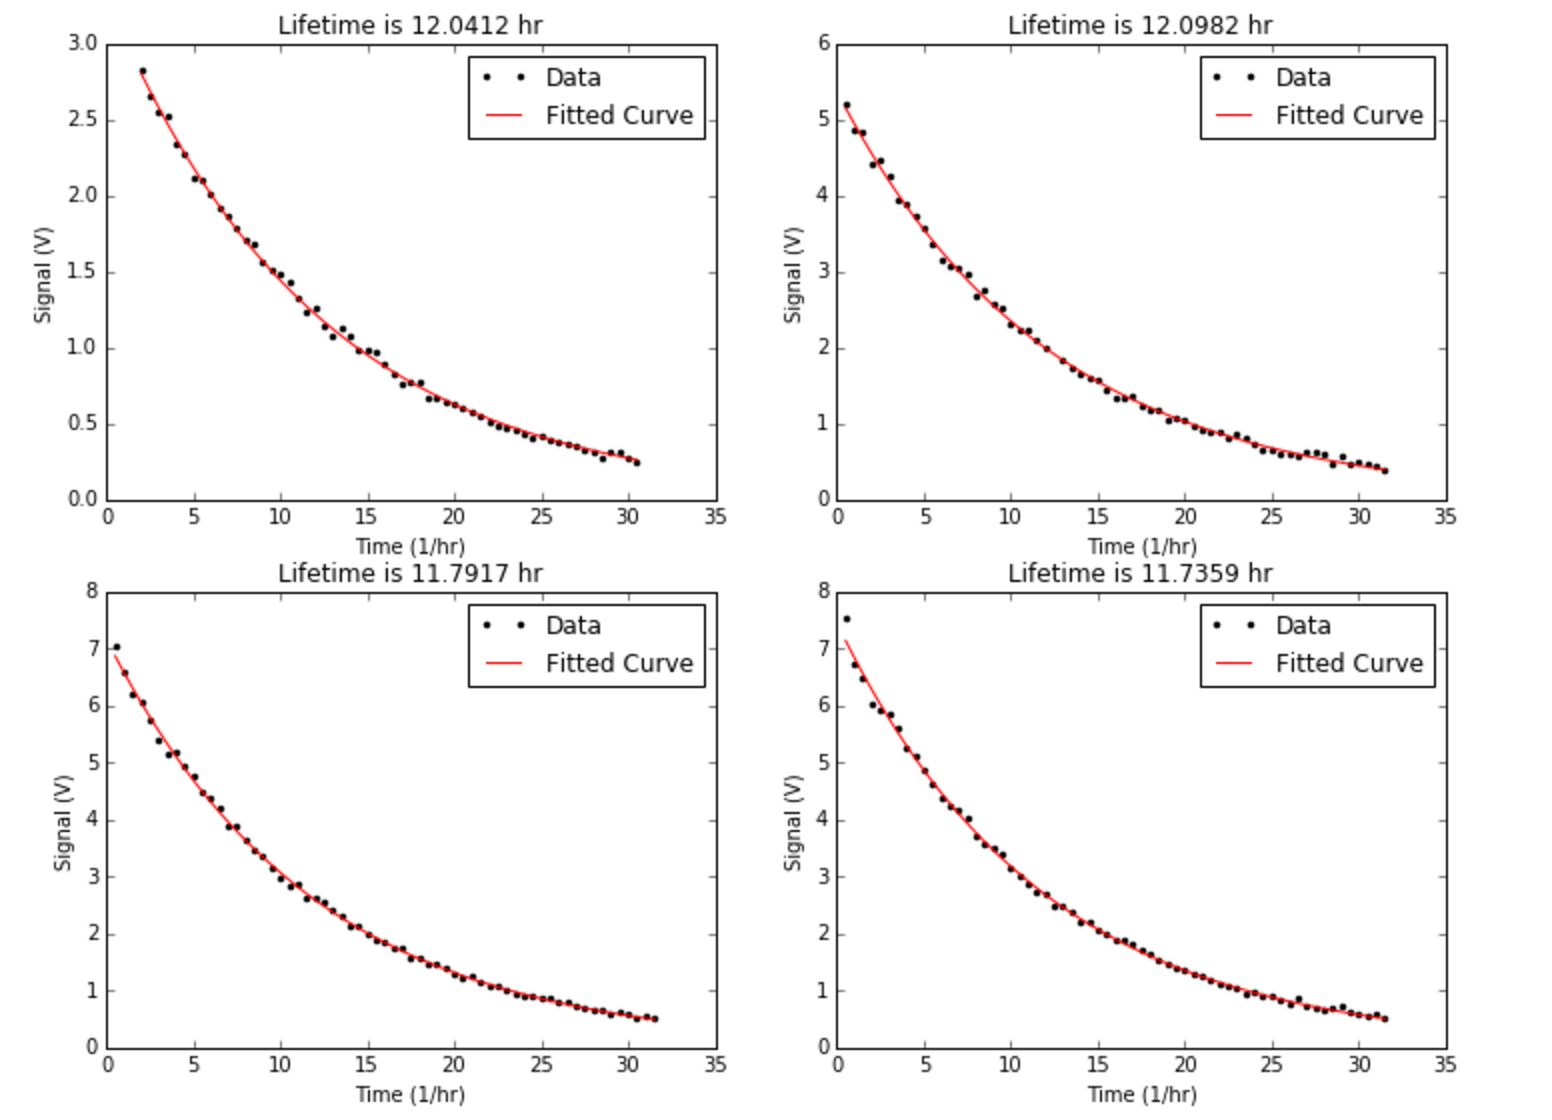 Lifetime is 12.0412 hr
3.0
2.5
2.0
1.5
1.0
0.5
0.0
Signal (V)
Data
Fitted Curve
0 5 10 15 20 25 30 35
Time (1/hr)
Lifetime is 12.0982 hr
6
5
4
3
2
1
0
Signal (V)
Data
Fitted Curve
0 5 10 15 20 25 30 35
Time (1/hr)
Lifetime is 11.7917 hr
8
7
6
5
4
3
2
1
0
Signal (V)
Data
Fitted Curve
0 5 10 15 20 25 30 35
Time (1/hr)
Lifetime is 11.7359 hr
8
7
6
5
4
3
2
1
0
Signal (V)
Data
Fitted Curve
0 5 10 15 20 25 30 35
Time (1/hr)